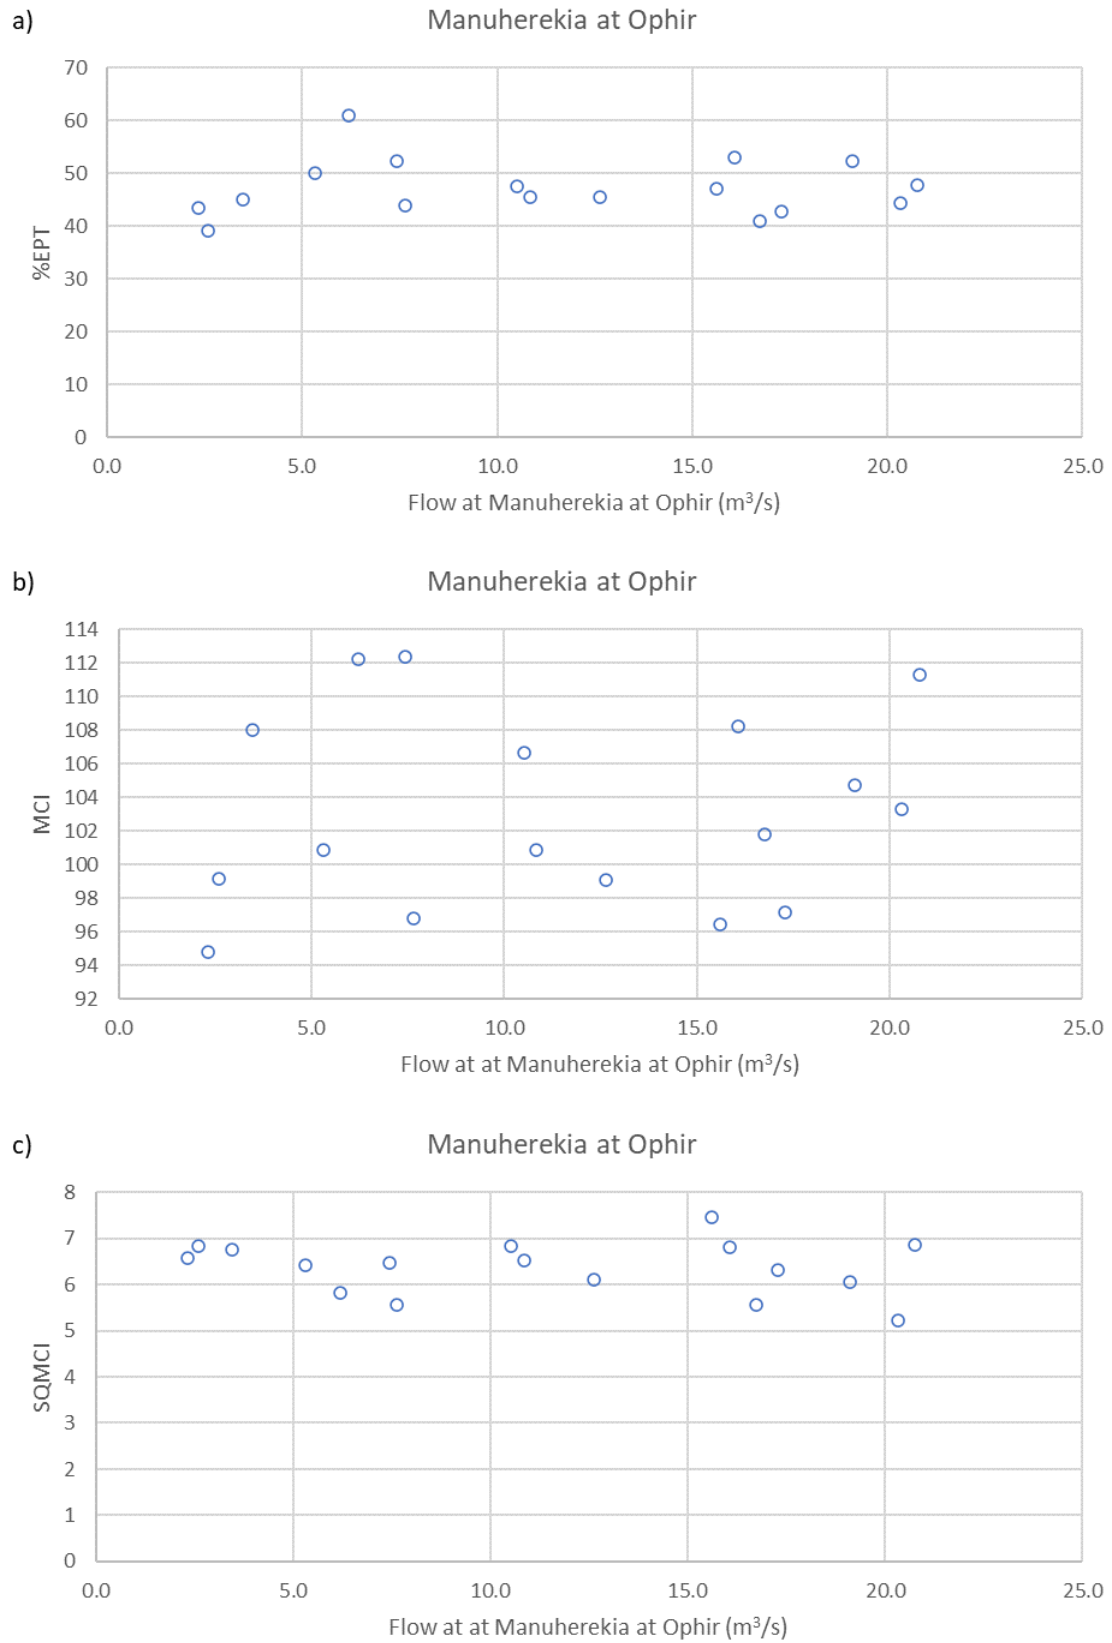 a)
Manuherekia at Ophir
70
60
50
40
30
20
10
0
%EPT
0.0 5.0 10.0 15.0 20.0 25.0
Flow at Manuherekia at Ophir (m³/s)
b)
Manuherekia at Ophir
114
112
110
108
106
104
102
100
98
96
94
92
MCI
0.0 5.0 10.0 15.0 20.0 25.0
Flow at at Manuherekia at Ophir (m³/s)
c)
Manuherekia at Ophir
8
7
6
5
4
3
2
1
0
SQMCI
0.0 5.0 10.0 15.0 20.0 25.0
Flow at at Manuherekia at Ophir (m³/s)